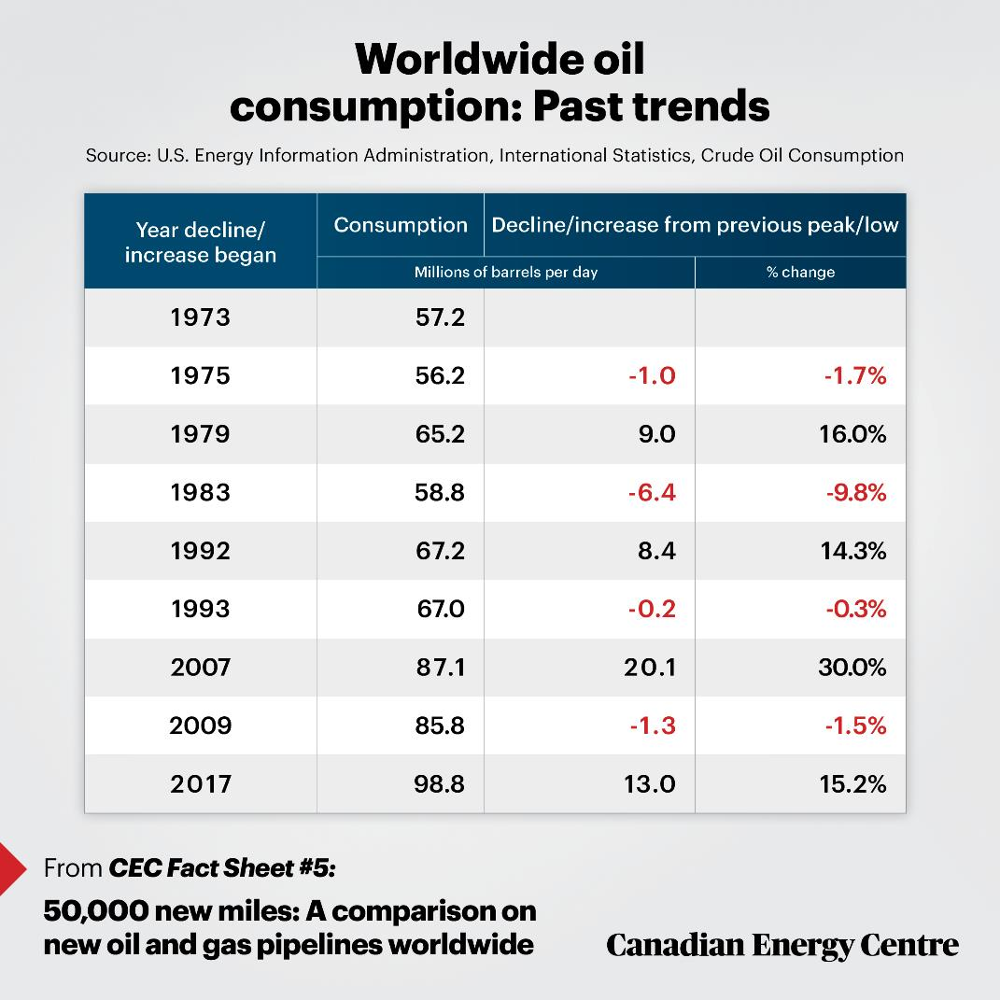 Worldwide oil
consumption: Past trends
Source: U.S. Energy Information Administration, International Statistics, Crude Oil Consumption
Year decline/
increase began
Consumption
Decline/increase from previous peak/low
Millions of barrels per day
% change
1973 57.2
1975 56.2 -1.0 -1.7%
1979 65.2 9.0 16.0%
1983 58.8 -6.4 -9.8%
1992 67.2 8.4 14.3%
1993 67.0 -0.2 -0.3%
2007 87.1 20.1 30.0%
2009 85.8 -1.3 -1.5%
2017 98.8 13.0 15.2%
From CEC Fact Sheet #5:
50,000 new miles: A comparison on
new oil and gas pipelines worldwide
Canadian Energy Centre